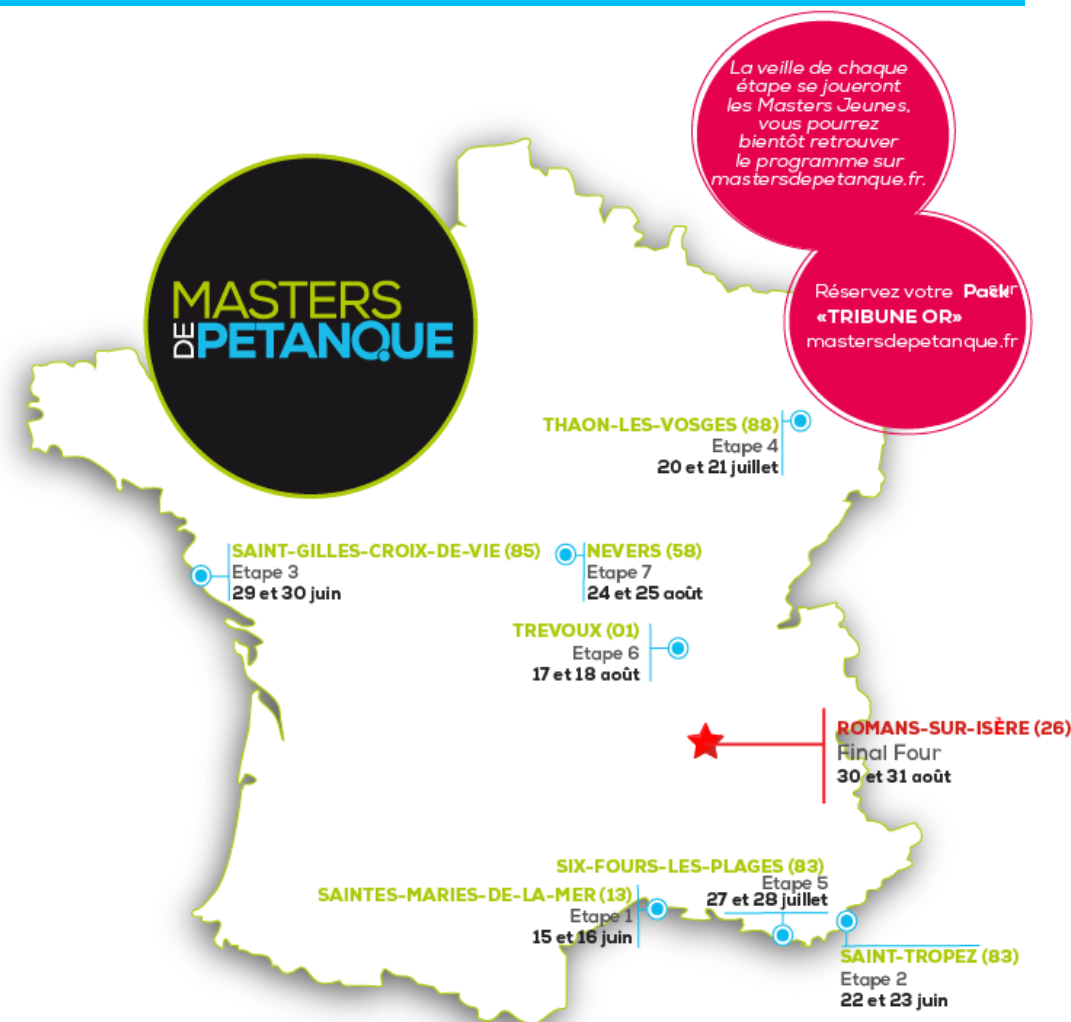 La veille de chaque
étape se joueront
les Masters Jeunes,
vous pourrez
bientôt retrouver
le programme sur
mastersdepetanque.fr.
Réservez votre Pack
«TRIBUNE OR»
mastersdepetanque.fr
MASTERS
DE PETANQUE
THAON-LES-VOSGES (88)
Etape 4
20 et 21 juillet
SAINT-GILLES-CROIX-DE-VIE (85)
Etape 3
29 et 30 juin
NEVERS (58)
Etape 7
24 et 25 août
TREVOUX (01)
Etape 6
17 et 18 août
ROMANS-SUR-ISÈRE (26)
Final Four
30 et 31 août
SIX-FOURS-LES-PLAGES (83)
Etape 5
27 et 28 juillet
SAINTES-MARIES-DE-LA-MER (13)
Etape 1
15 et 16 juin
SAINT-TROPEZ (83)
Etape 2
22 et 23 juin